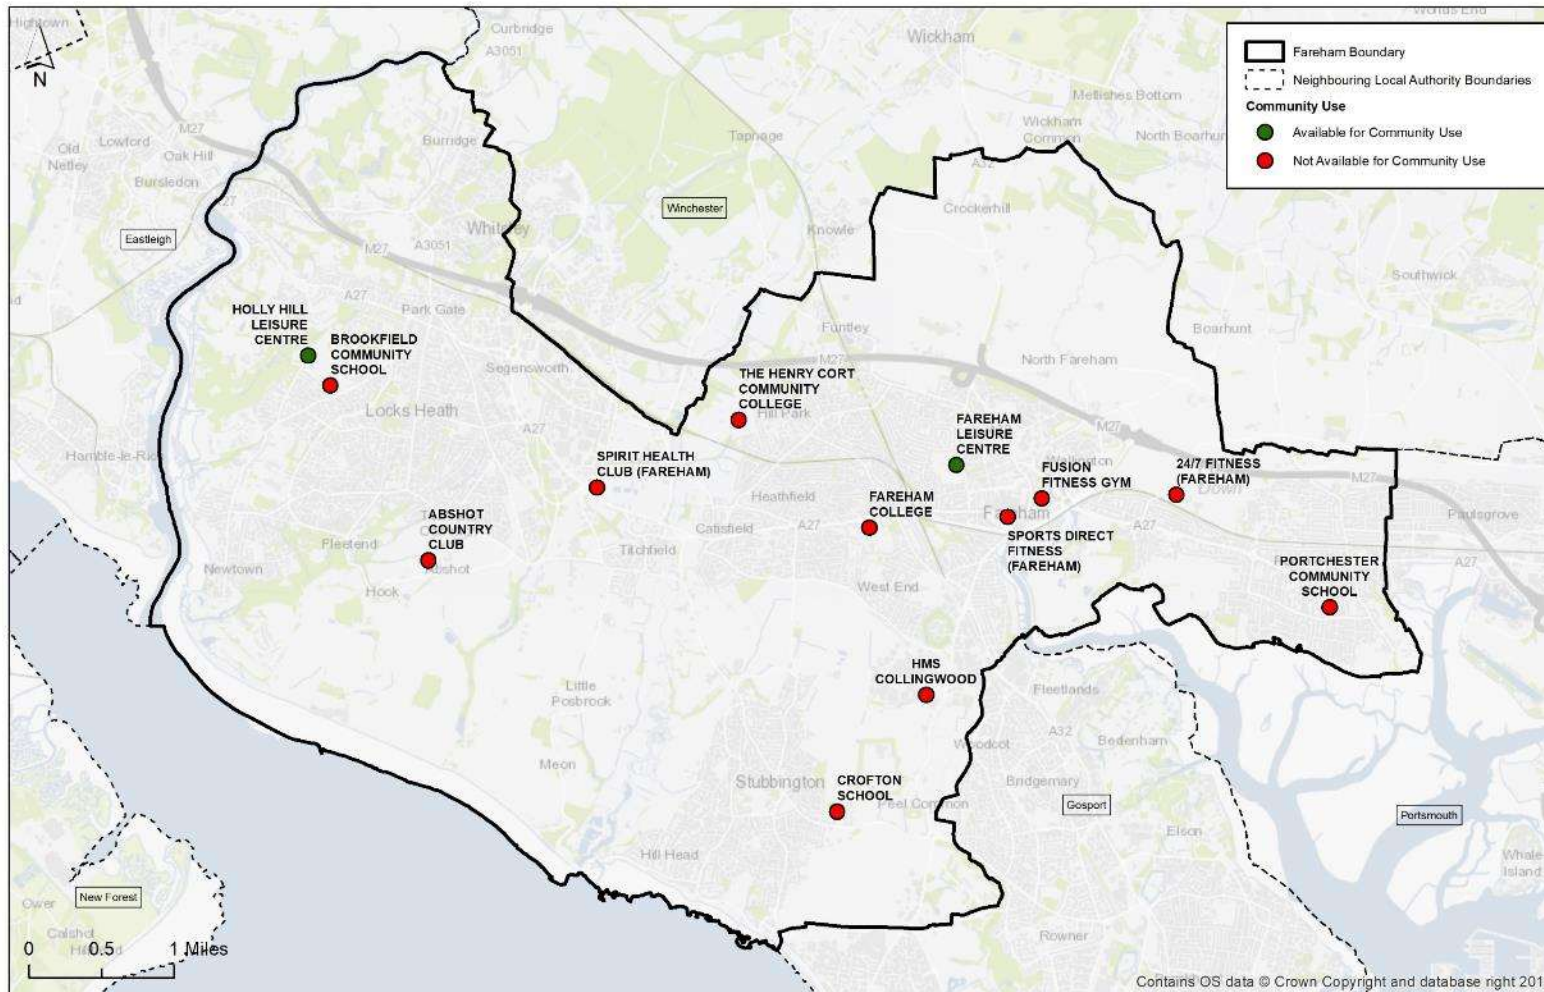 Hightown
Curbridge
A3051
Wickham
Worlds End
N
M27
Old
Netley
Lowford
Oak Hill
Bursledon
A27
Burridge
Mellishes Bottom
Tapnage
Wickham
Common
North Boarhunt
A32
Fareham Boundary
Neighbouring Local Authority Boundaries
Community Use
Available for Community Use
Not Available for Community Use
Eastleigh
Winchester
Whiteley
M27
A3051
Knowle
Crockerhill
Southwick
HOLLY HILL
LEISURE
CENTRE
BROOKFIELD
COMMUNITY
SCHOOL
A27
Park Gate
Segensworth
Locks Heath
Funtley
M27
North Fareham
Boarhunt
THE HENRY CORT
COMMUNITY
COLLEGE
Hill Park
FAREHAM
LEISURE
CENTRE
M27
Hamble-le-Rice
A27
SPIRIT HEALTH
CLUB (FAREHAM)
Heathfield
Wallington
FUSION
FITNESS GYM
24/7 FITNESS
(FAREHAM)
Down
M27
Paulsgrove
ABSHOT
COUNTRY
CLUB
Abshot
Fleetend
Newtown
Hook
Titchfield
Catisfield
A27
FAREHAM
COLLEGE
Fareham
SPORTS DIRECT
FITNESS
(FAREHAM)
A27
A27
West End
PORTCHESTER
COMMUNITY
SCHOOL
Little
Posbrook
HMS
COLLINGWOOD
Fleetlands
A32
Woodcot
Bedenham
Meon
Stubbington
CROFTON
SCHOOL
Peel Common
Bridgemary
Gosport
Elson
Portsmouth
Hill Head
Whale
Island
New Forest
Ower
Calshot
Rowner
0 0.5 1 Miles
Contains OS data © Crown Copyright and database right 201